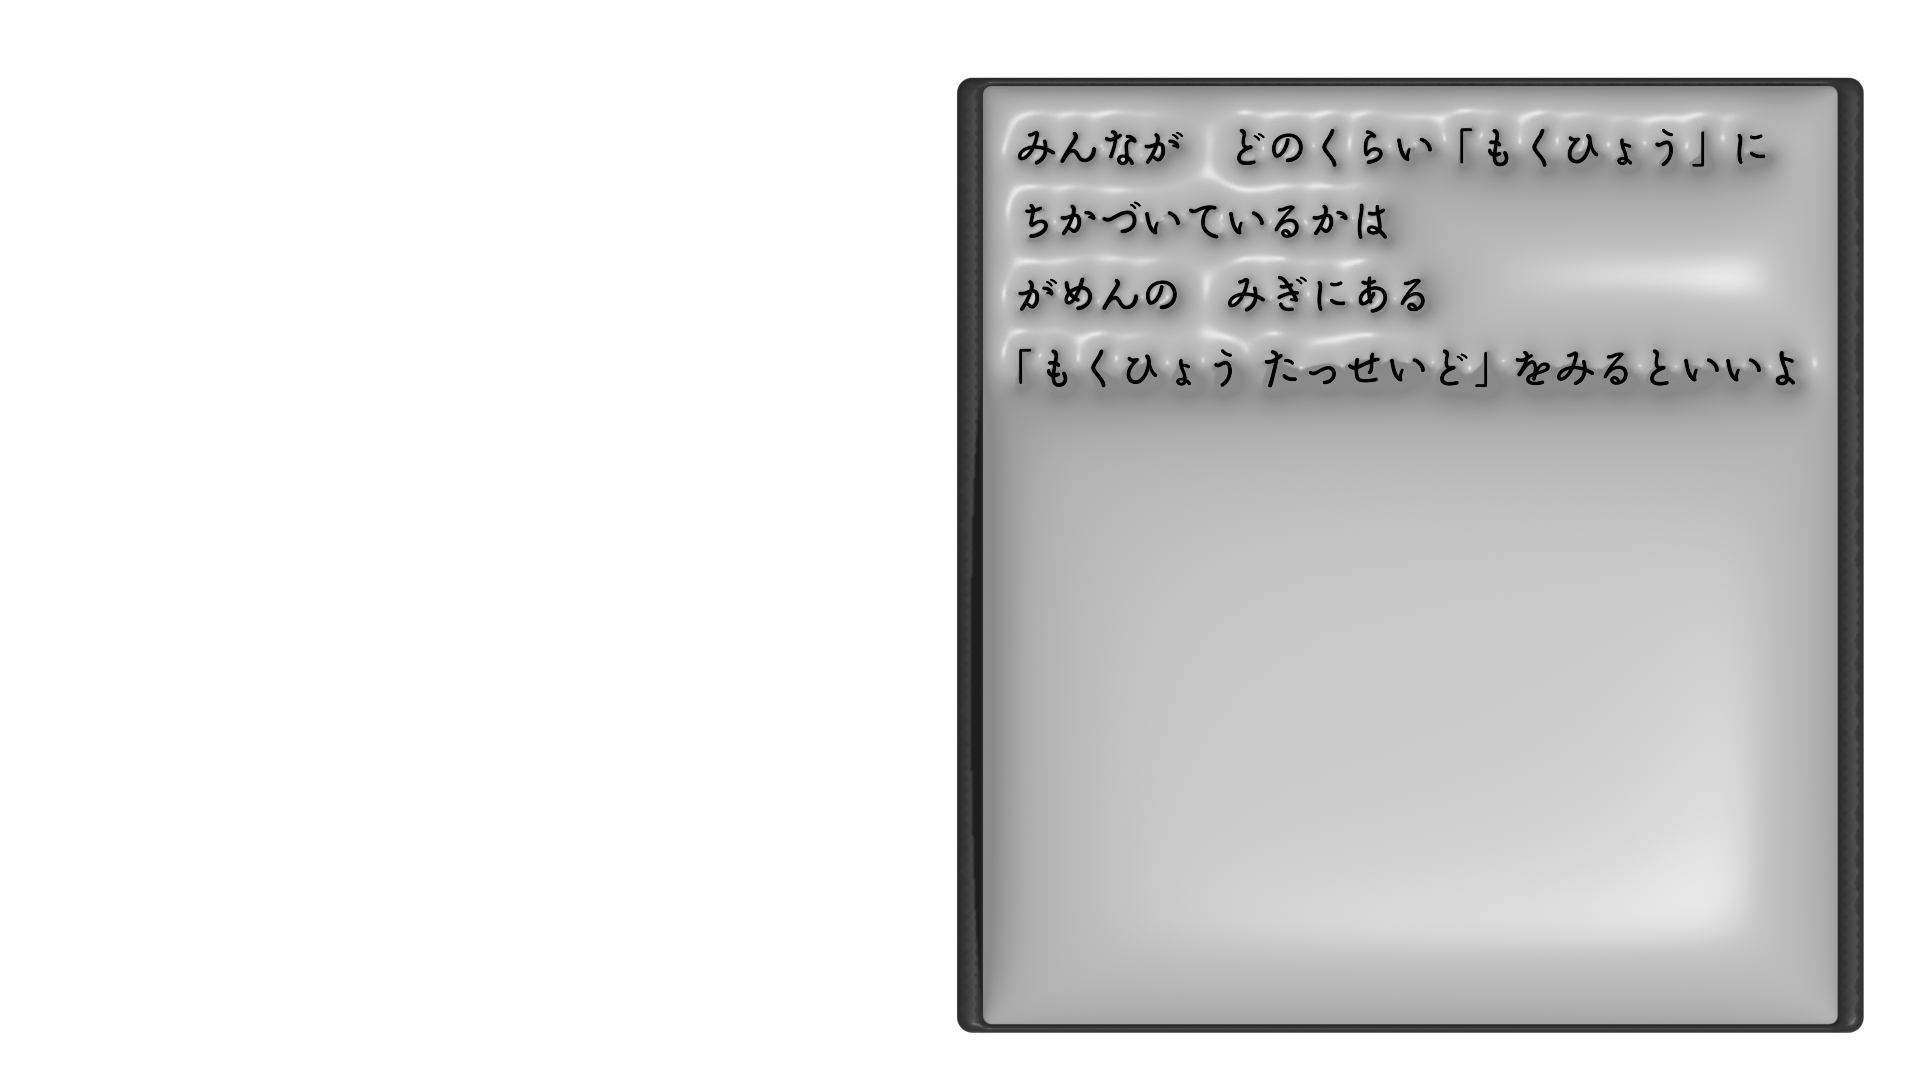 みんなが　どのくらい「もくひょう」に
ちかづいているかは
がめんの　みぎにある
「もくひょう たっせいど」をみるといいよ